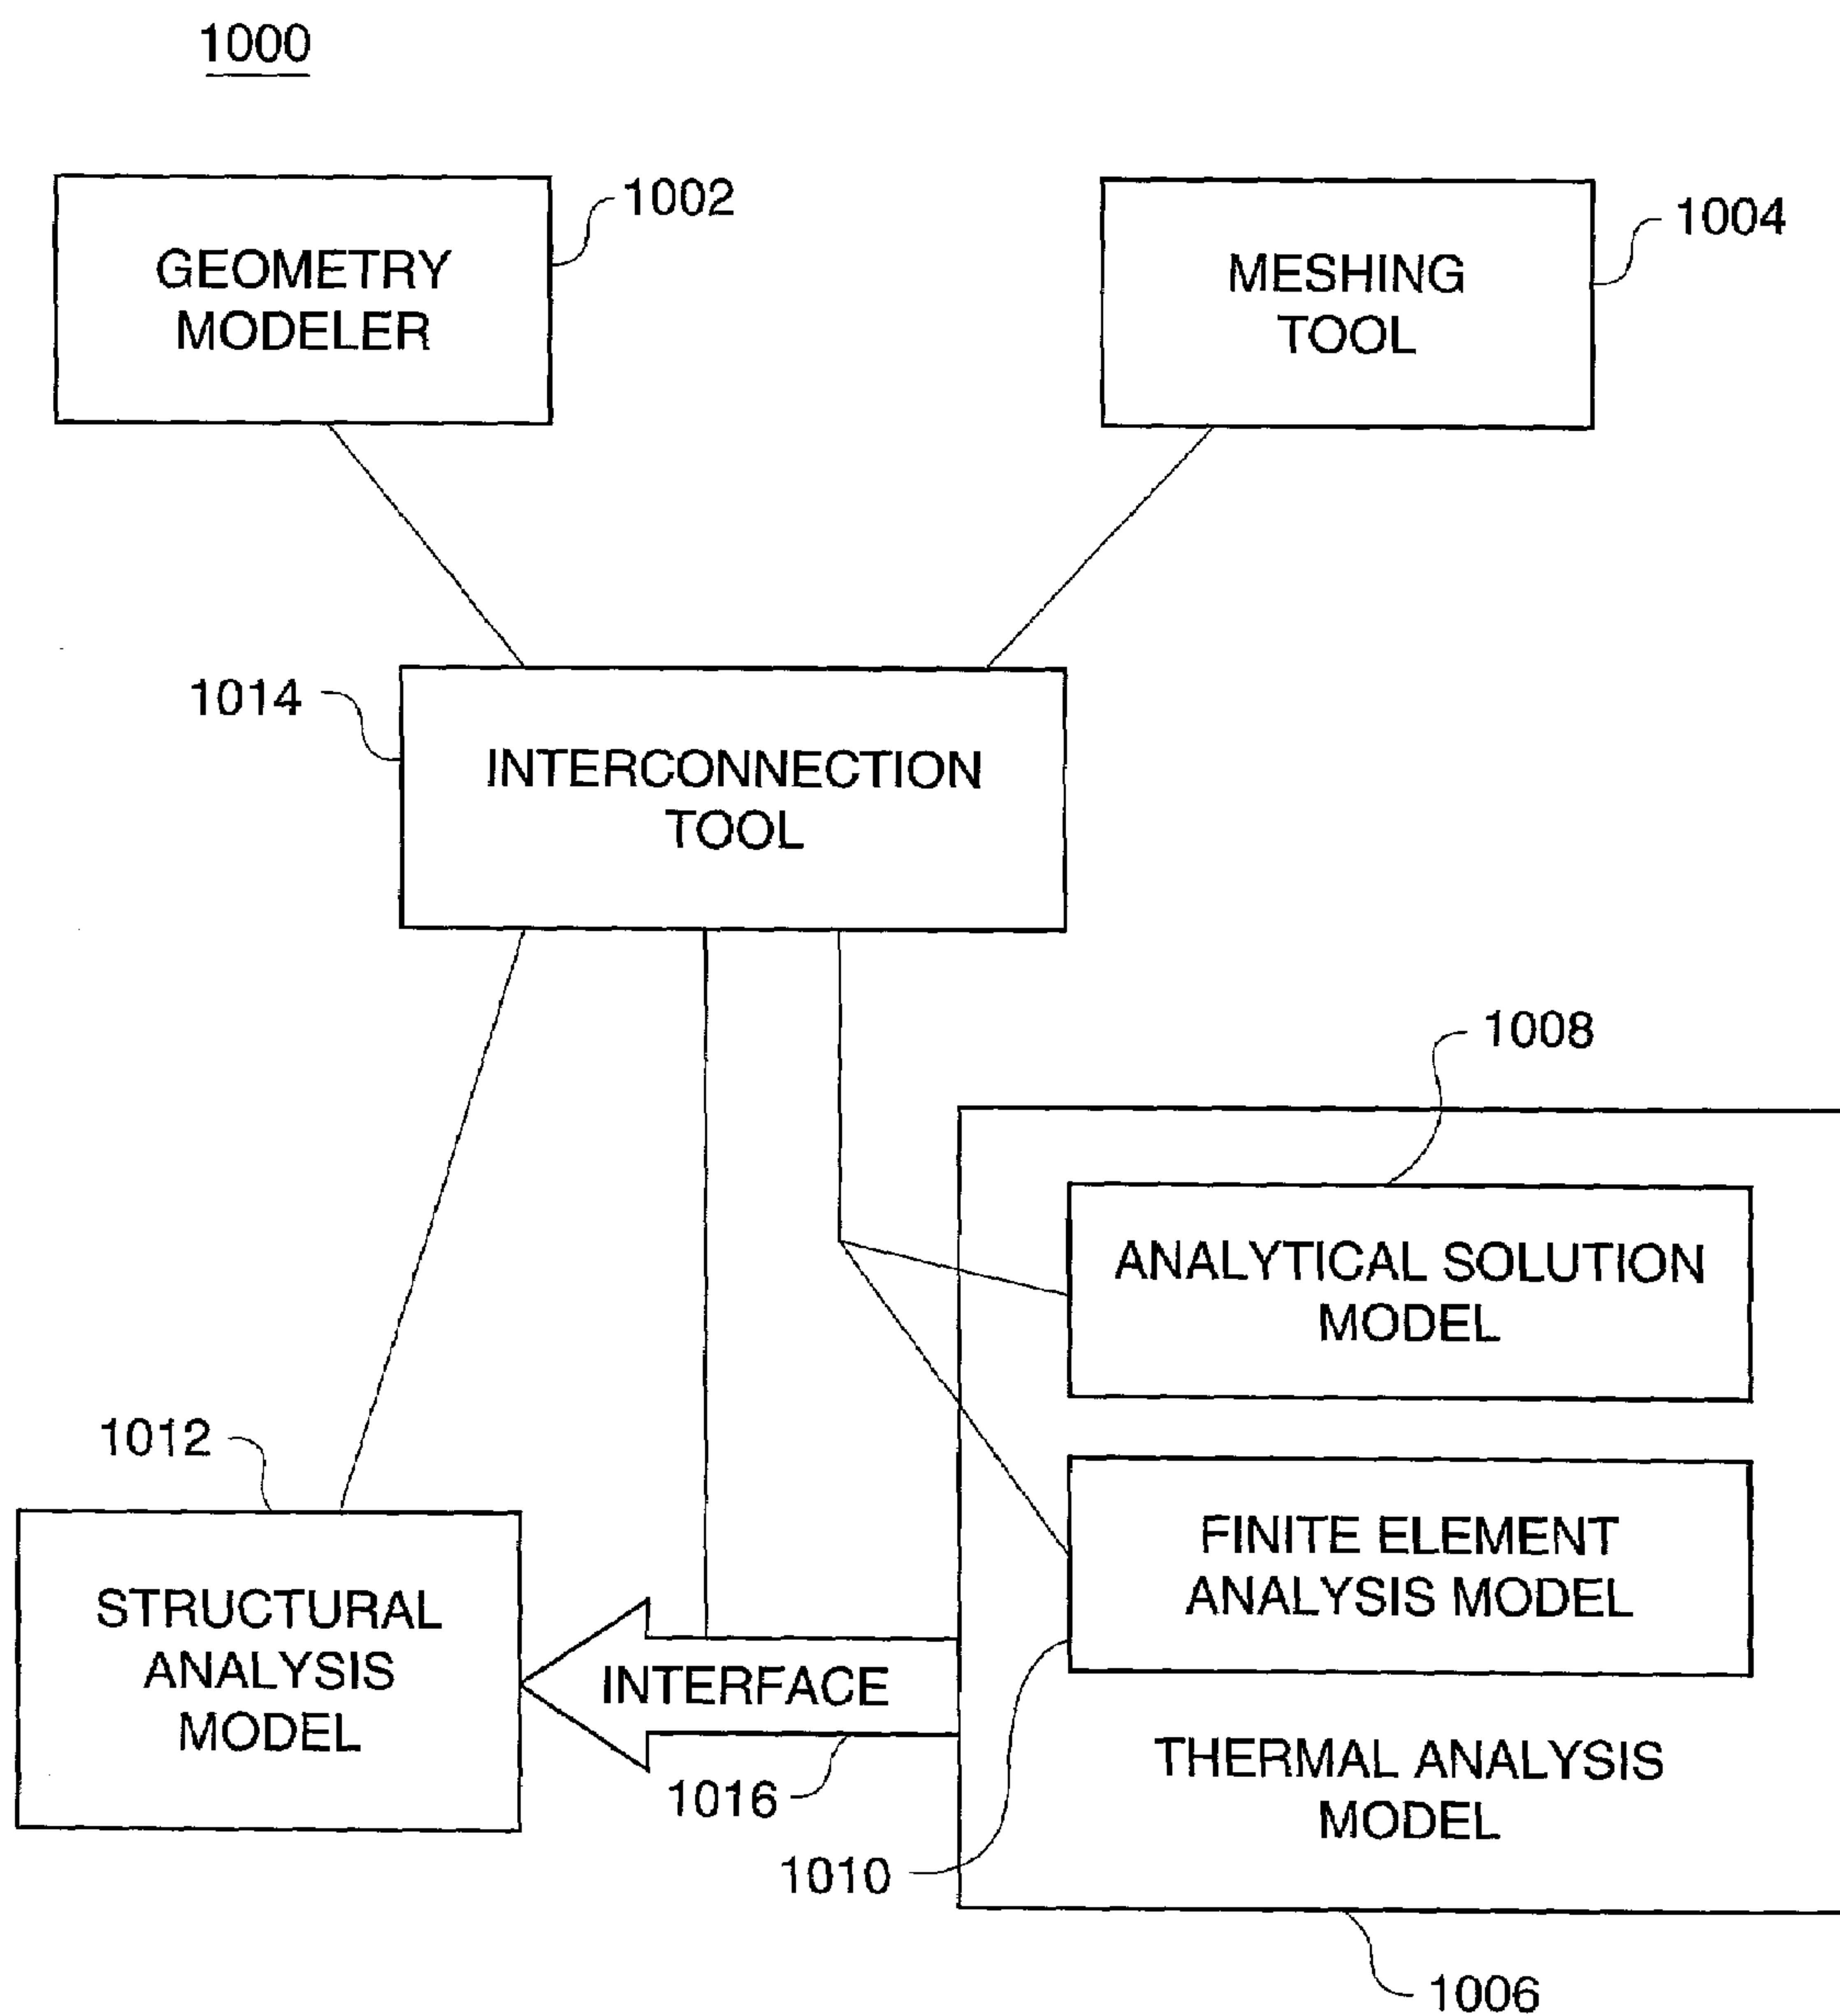 1000
GEOMETRY
MODELER
1002
MESHING
TOOL
1004
1014
INTERCONNECTION
TOOL
1008
ANALYTICAL SOLUTION
MODEL
1012
STRUCTURAL
ANALYSIS
MODEL
FINITE ELEMENT
ANALYSIS MODEL
INTERFACE
1016
THERMAL ANALYSIS
MODEL
1010
1006